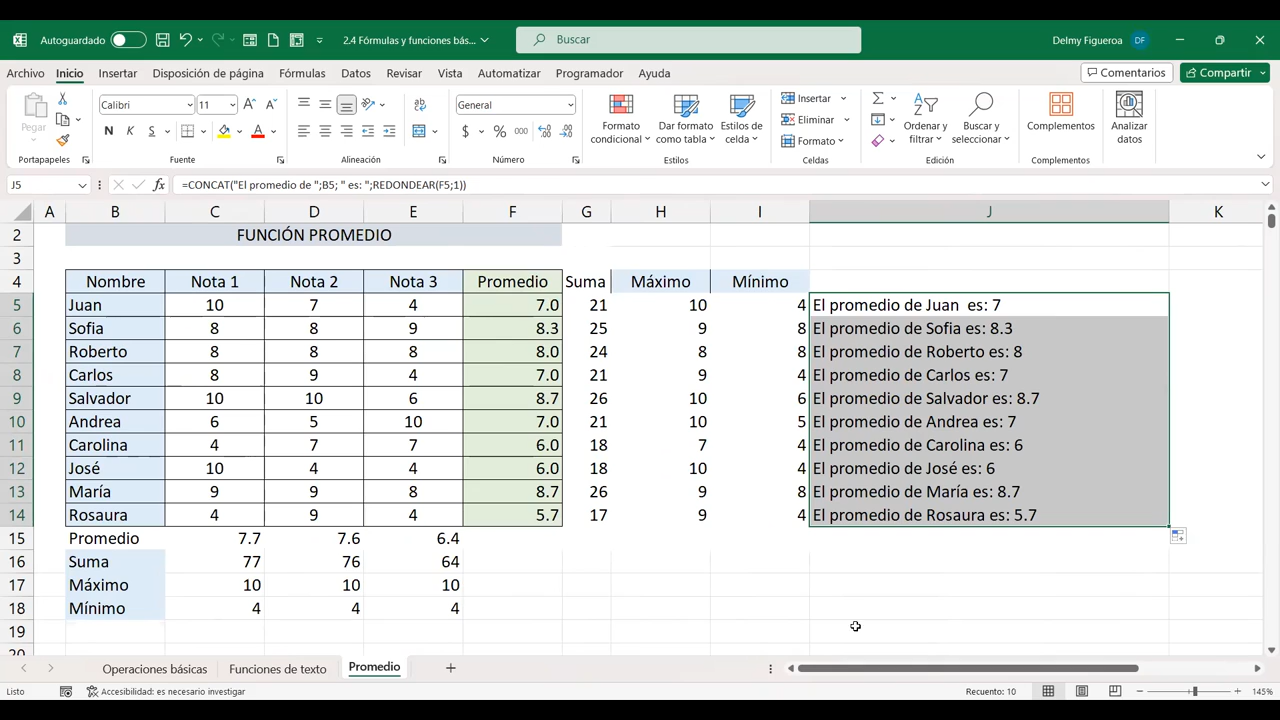 Autoguardado 2.4 Fórmulas y funciones bás... Buscar Delmy Figueroa DF
Archivo Inicio Insertar Disposición de página Fórmulas Datos Revisar Vista Automatizar Programador Ayuda Comentarios Compartir
Pegar Calibri 11 General $ % 000 Formato condicional Dar formato como tabla Estilos de celda Insertar Eliminar Formato Ordenar y filtrar Buscar y seleccionar Complementos Analizar datos
N K S
Portapapeles Fuente Alineación Número Estilos Celdas Edición Complementos
J5 fx =CONCAT("El promedio de ";B5; " es: ";REDONDEAR(F5;1))
A B C D E F G H I J K
2 FUNCIÓN PROMEDIO
3
4 Nombre Nota 1 Nota 2 Nota 3 Promedio Suma Máximo Mínimo
5 Juan 10 7 4 7.0 21 10 4 El promedio de Juan  es: 7
6 Sofia 8 8 9 8.3 25 9 8 El promedio de Sofia es: 8.3
7 Roberto 8 8 8 8.0 24 8 8 El promedio de Roberto es: 8
8 Carlos 8 9 4 7.0 21 9 4 El promedio de Carlos es: 7
9 Salvador 10 10 6 8.7 26 10 6 El promedio de Salvador es: 8.7
10 Andrea 6 5 10 7.0 21 10 5 El promedio de Andrea es: 7
11 Carolina 4 7 7 6.0 18 7 4 El promedio de Carolina es: 6
12 José 10 4 4 6.0 18 10 4 El promedio de José es: 6
13 María 9 9 8 8.7 26 9 8 El promedio de María es: 8.7
14 Rosaura 4 9 4 5.7 17 9 4 El promedio de Rosaura es: 5.7
15 Promedio 7.7 7.6 6.4
16 Suma 77 76 64
17 Máximo 10 10 10
18 Mínimo 4 4 4
19
20
Operaciones básicas Funciones de texto Promedio
Listo Accesibilidad: es necesario investigar Recuento: 10 145%